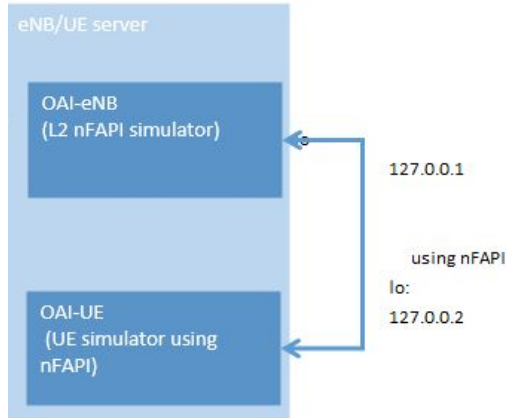 eNB/UE server
OAI-eNB
(L2 nFAPI simulator)
127.0.0.1
using nFAPI
lo:
127.0.0.2
OAI-UE
(UE simulator using
nFAPI)